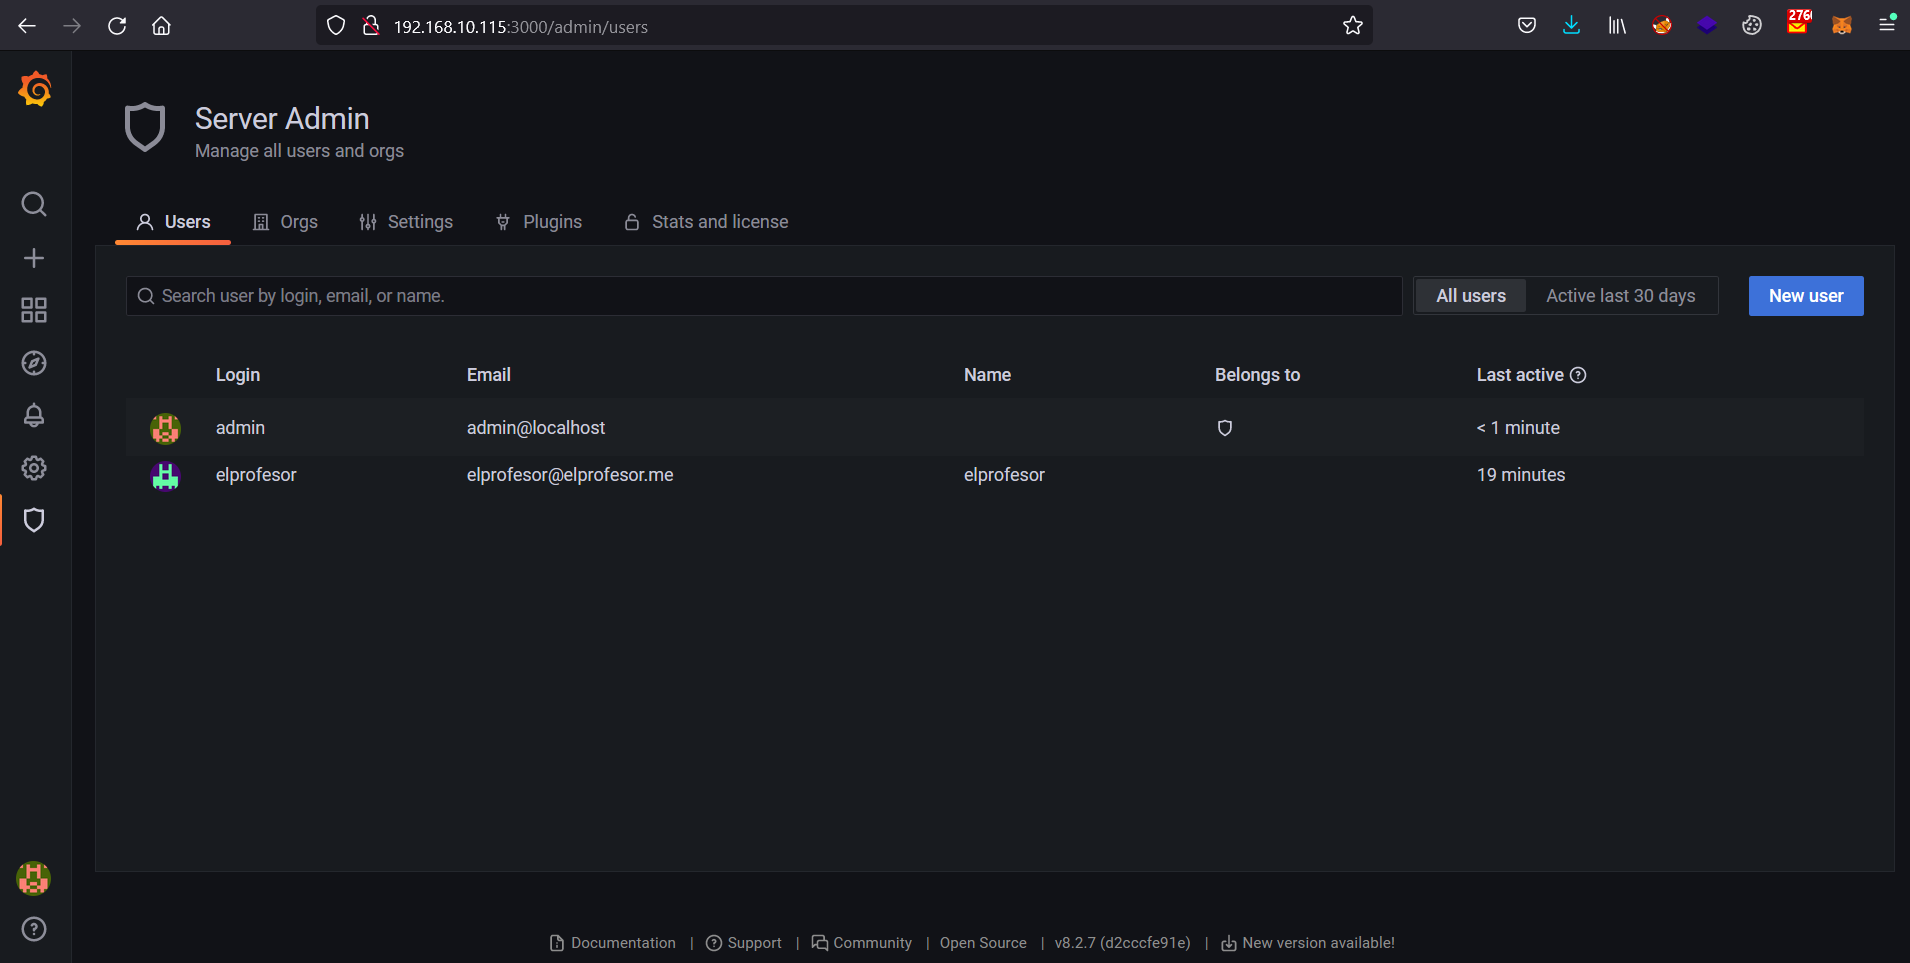 192.168.10.115:3000/admin/users
276
Server Admin
Manage all users and orgs
Users Orgs Settings Plugins Stats and license
Search user by login, email, or name. All users Active last 30 days New user
Login Email Name Belongs to Last active
admin admin@localhost < 1 minute
elprofesor elprofesor@elprofesor.me elprofesor 19 minutes
Documentation | Support | Community | Open Source | v8.2.7 (d2cccfe91e) | New version available!